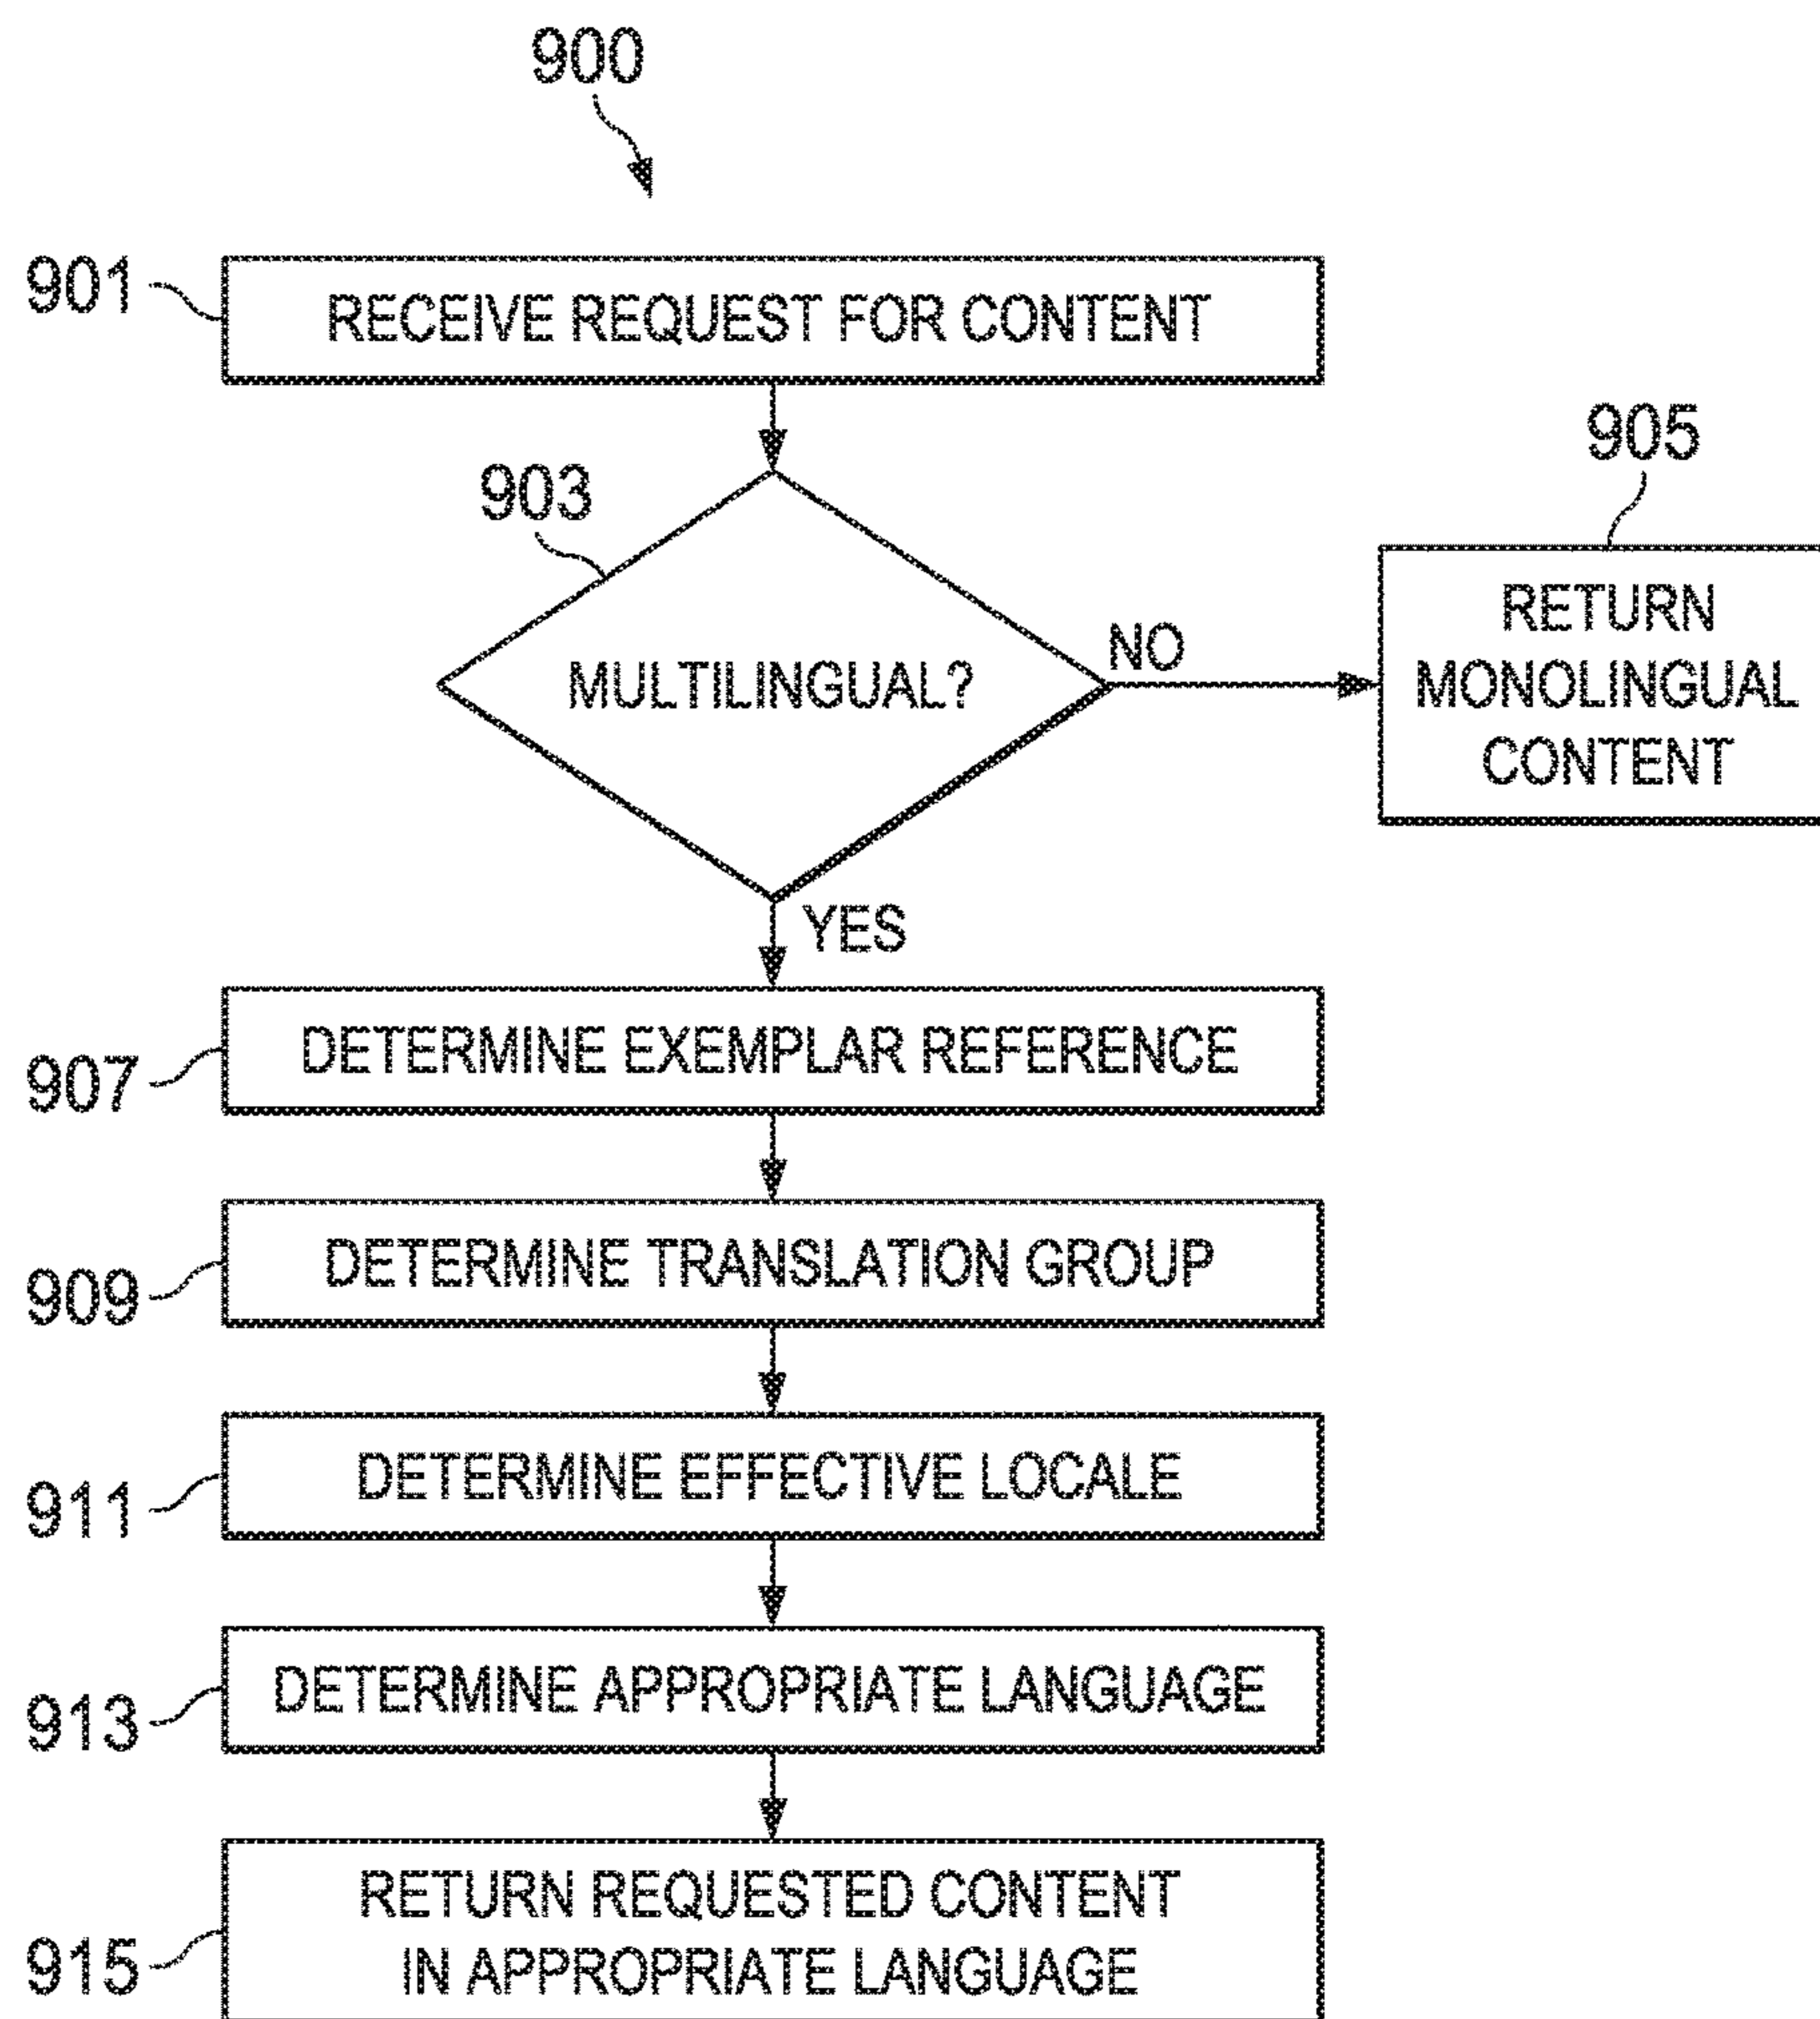 900
901
RECEIVE REQUEST FOR CONTENT
903
MULTILINGUAL?
NO
905
RETURN
MONOLINGUAL
CONTENT
YES
907
DETERMINE EXEMPLAR REFERENCE
909
DETERMINE TRANSLATION GROUP
911
DETERMINE EFFECTIVE LOCALE
913
DETERMINE APPROPRIATE LANGUAGE
915
RETURN REQUESTED CONTENT
IN APPROPRIATE LANGUAGE